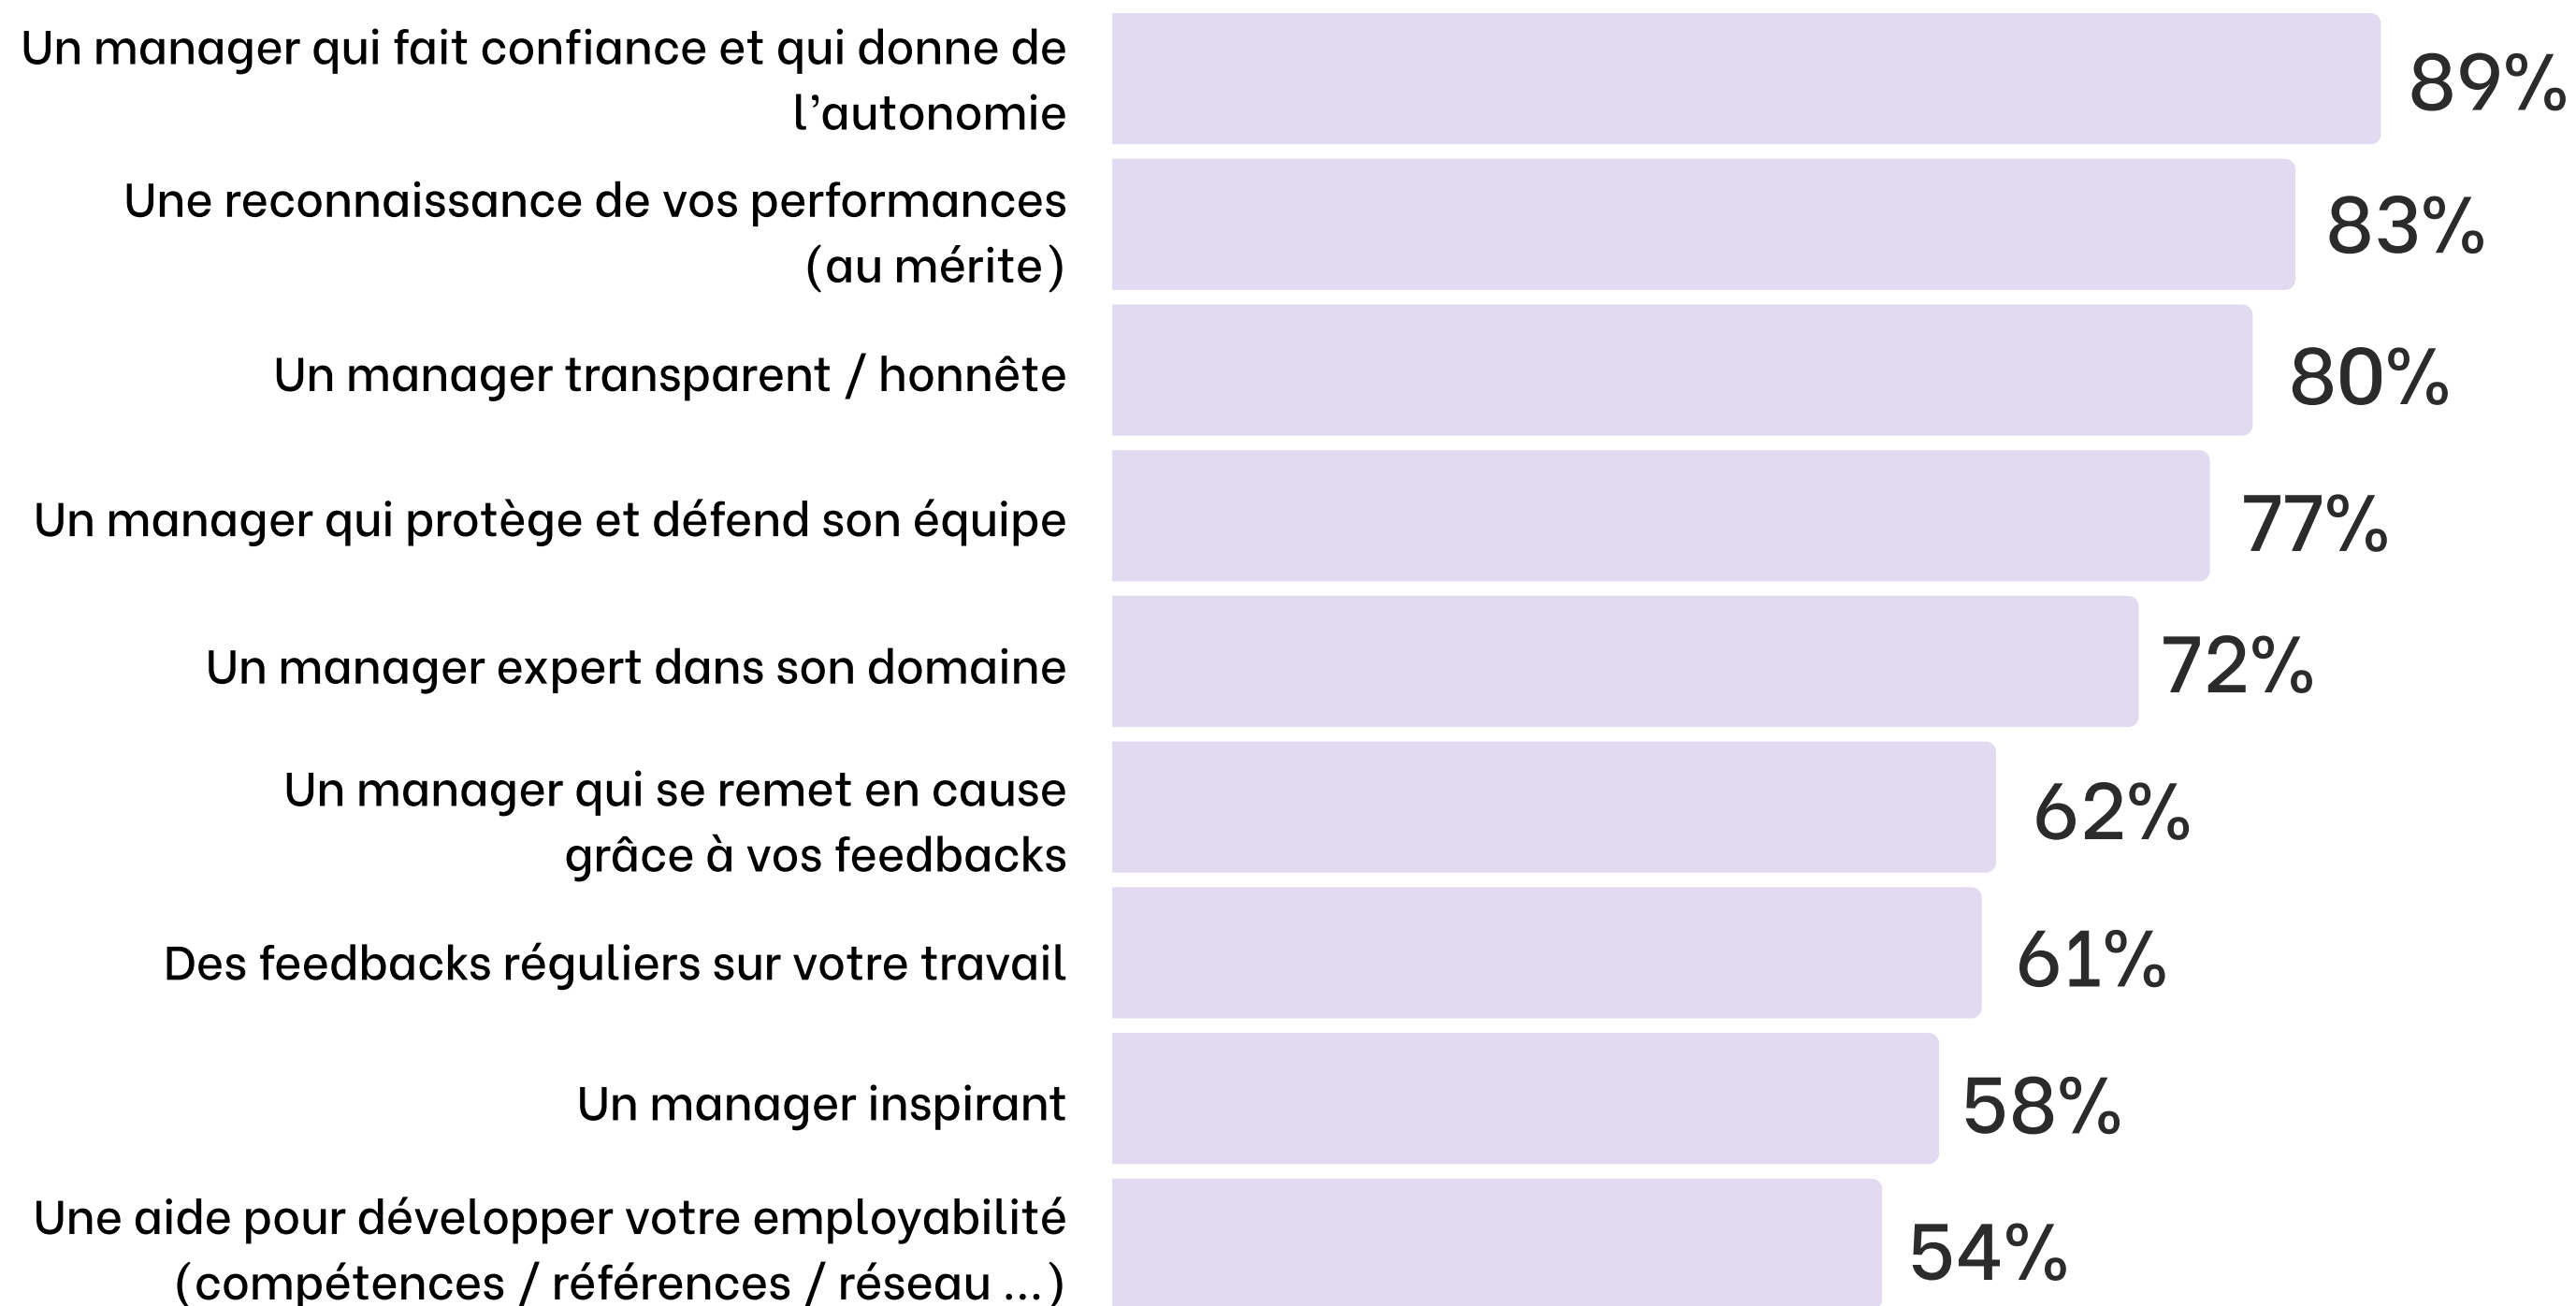 Un manager qui fait confiance et qui donne de
l’autonomie
89%
Une reconnaissance de vos performances
(au mérite)
83%
Un manager transparent / honnête
80%
Un manager qui protège et défend son équipe
77%
Un manager expert dans son domaine
72%
Un manager qui se remet en cause
grâce à vos feedbacks
62%
Des feedbacks réguliers sur votre travail
61%
Un manager inspirant
58%
Une aide pour développer votre employabilité
(compétences / références / réseau ...)
54%